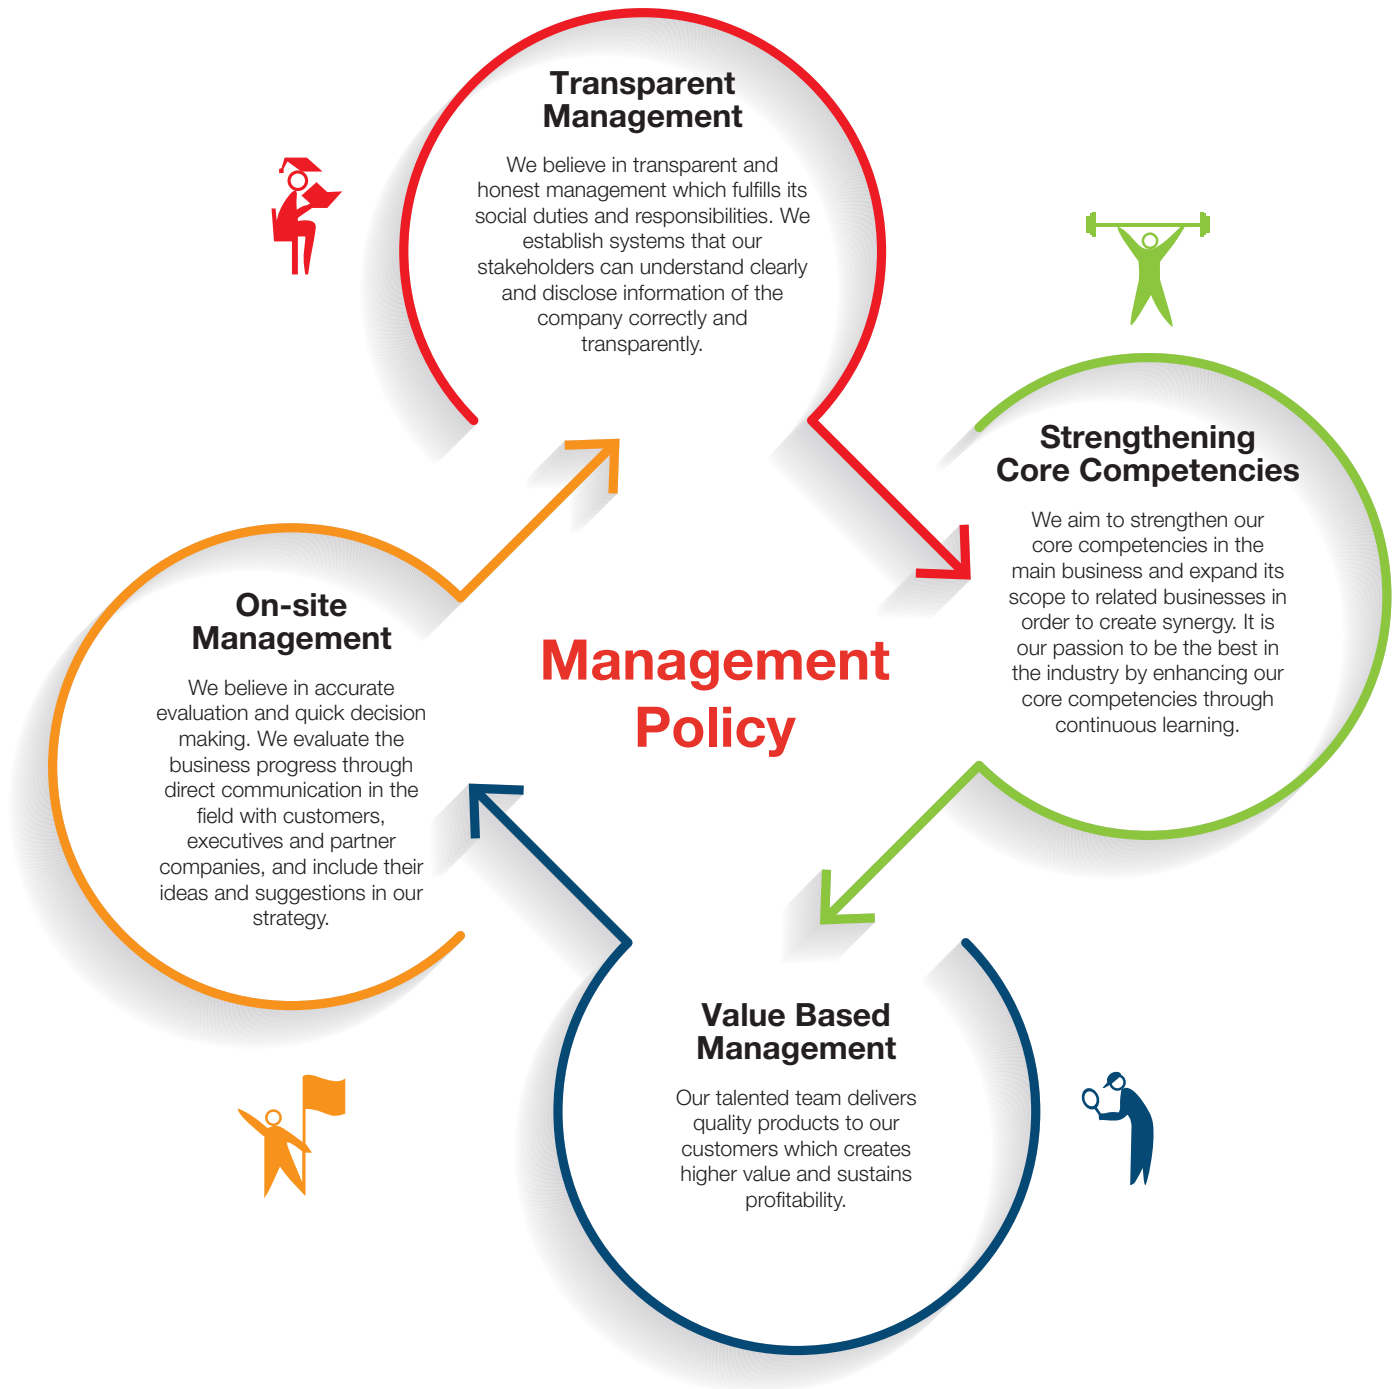 Transparent
Management
We believe in transparent and
honest management which fulfills its
social duties and responsibilities. We
establish systems that our
stakeholders can understand clearly
and disclose information of the
company correctly and
transparently.
Strengthening
Core Competencies
We aim to strengthen our
core competencies in the
main business and expand its
scope to related businesses in
order to create synergy. It is
our passion to be the best in
the industry by enhancing our
core competencies through
continuous learning.
On-site
Management
We believe in accurate
evaluation and quick decision
making. We evaluate the
business progress through
direct communication in the
field with customers,
executives and partner
companies, and include their
ideas and suggestions in our
strategy.
Management
Policy
Value Based
Management
Our talented team delivers
quality products to our
customers which creates
higher value and sustains
profitability.